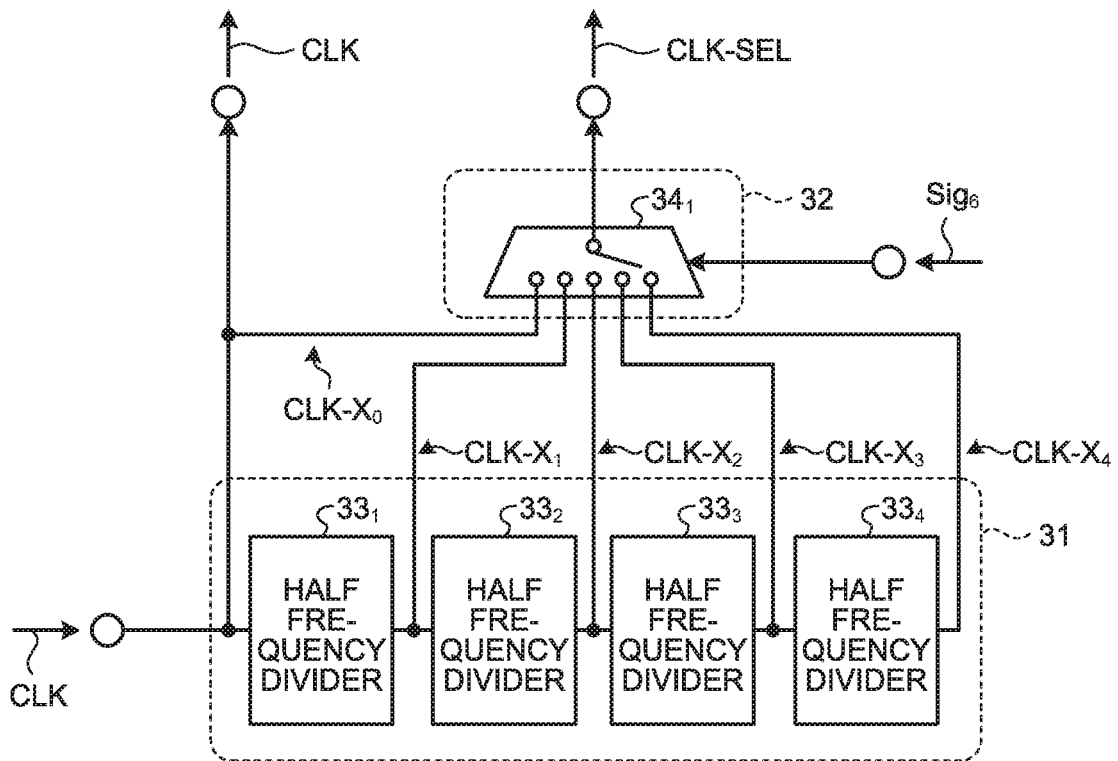 CLK
CLK-SEL
34₁
32
Sig₆
CLK-X₀
CLK-X₁
CLK-X₂
CLK-X₃
CLK-X₄
33₁
33₂
33₃
33₄
31
HALF
FRE-
QUENCY
DIVIDER
HALF
FRE-
QUENCY
DIVIDER
HALF
FRE-
QUENCY
DIVIDER
HALF
FRE-
QUENCY
DIVIDER
CLK